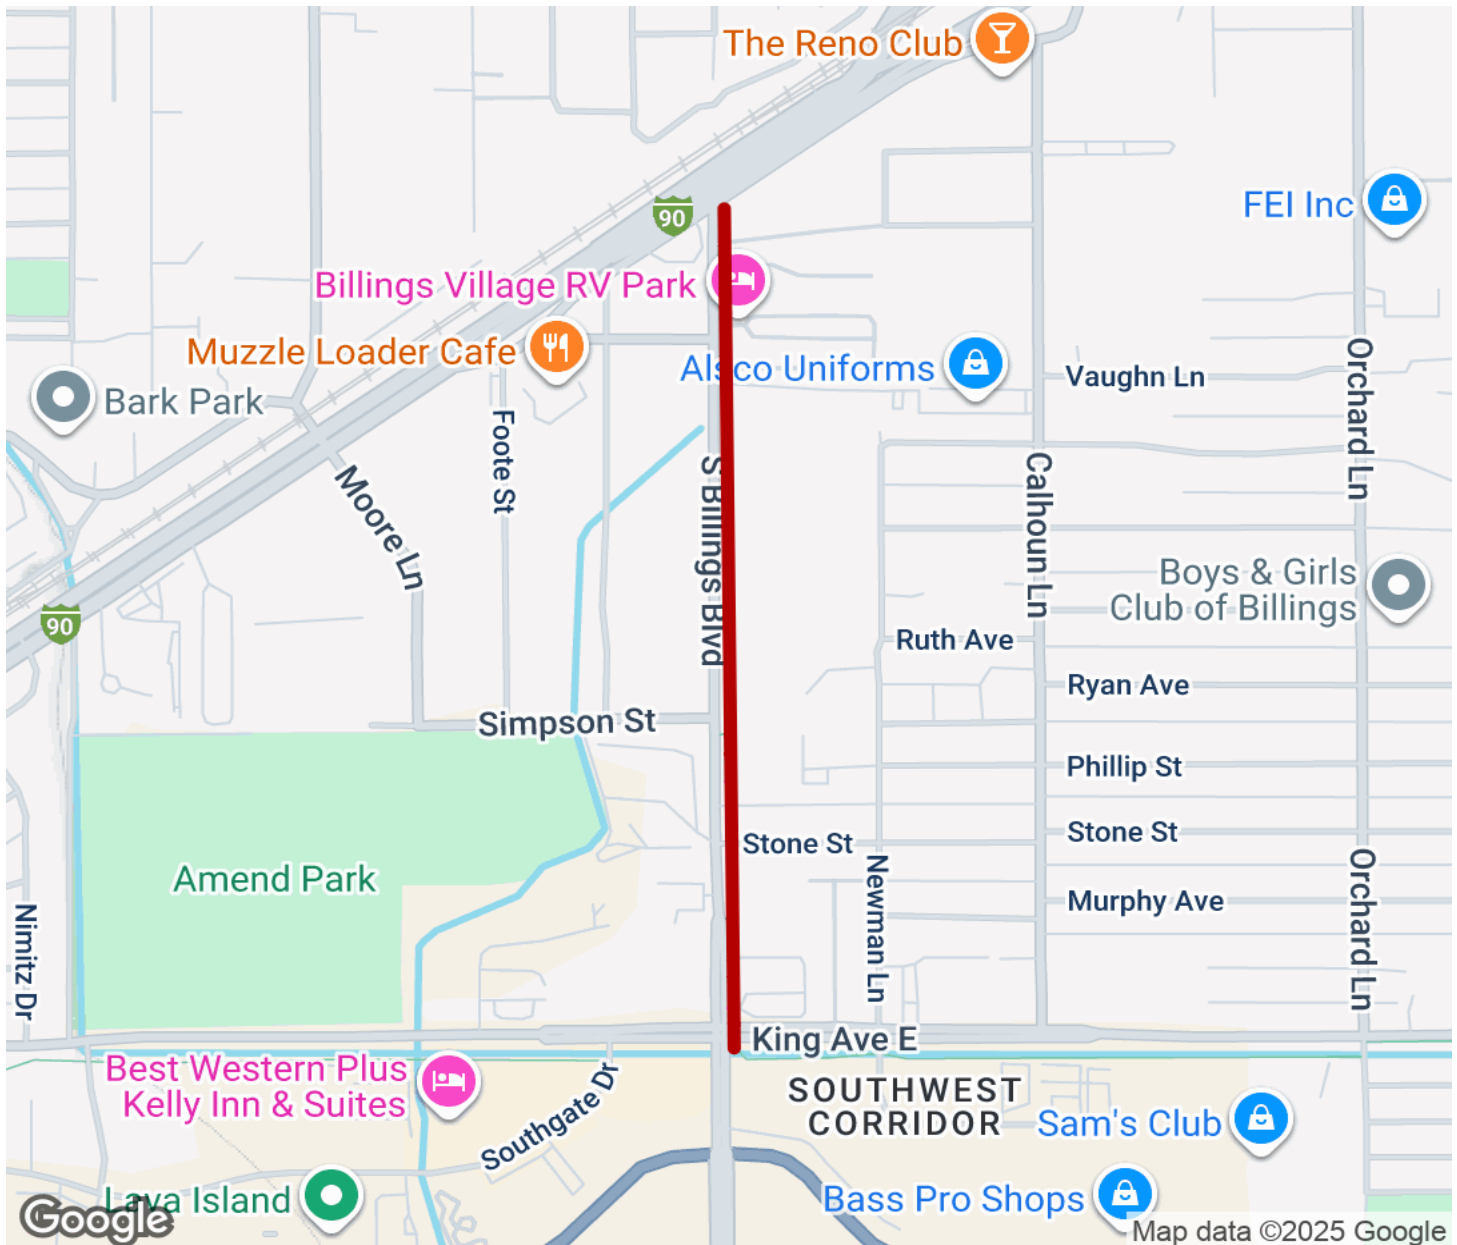 The Reno Club
90
FEI Inc
Billings Village RV Park
Muzzle Loader Cafe
Alsco Uniforms
Vaughn Ln
Orchard Ln
Bark Park
Foote St
Moore Ln
S Billings Blvd
Calhoun Ln
Boys & Girls
Club of Billings
90
Ruth Ave
Ryan Ave
Simpson St
Phillip St
Stone St
Stone St
Amend Park
Newman Ln
Murphy Ave
Orchard Ln
Nimitz Dr
King Ave E
Best Western Plus
Kelly Inn & Suites
Southgate Dr
SOUTHWEST
CORRIDOR
Sam's Club
Lava Island
Bass Pro Shops
Google
Map data ©2025 Google